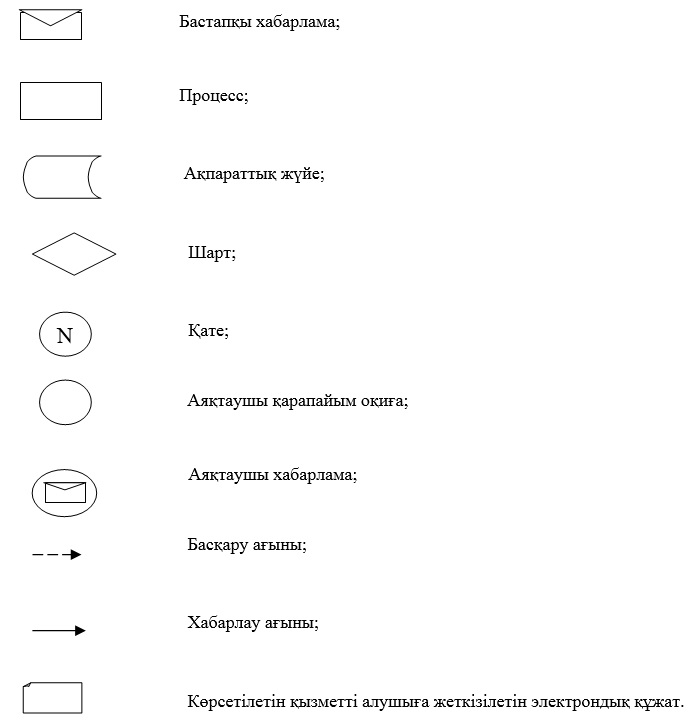 Бастапқы хабарлама;
Процесс;
Ақпараттық жүйе;
Шарт;
N
Қате;
Аяқтаушы қарапайым оқиға;
Аяқтаушы хабарлама;
Басқару ағыны;
Хабарлау ағыны;
Көрсетілетін қызметті алушыға жеткізілетін электрондық құжат.